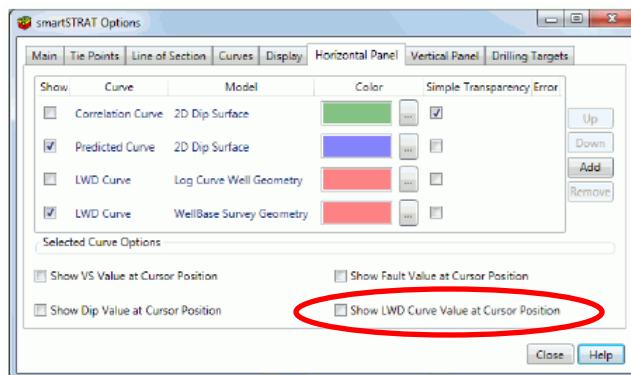 smartSTRAT Options
Main Tie Points Line of Section Curves Display Horizontal Panel Vertical Panel Drilling Targets
Show Curve Model Color Simple Transparency Error
Correlation Curve 2D Dip Surface ...
Up
Predicted Curve 2D Dip Surface ...
Down
LWD Curve Log Curve Well Geometry ...
Add
LWD Curve WellBase Survey Geometry ...
Remove
Selected Curve Options
Show VS Value at Cursor Position Show Fault Value at Cursor Position
Show Dip Value at Cursor Position Show LWD Curve Value at Cursor Position
Close Help